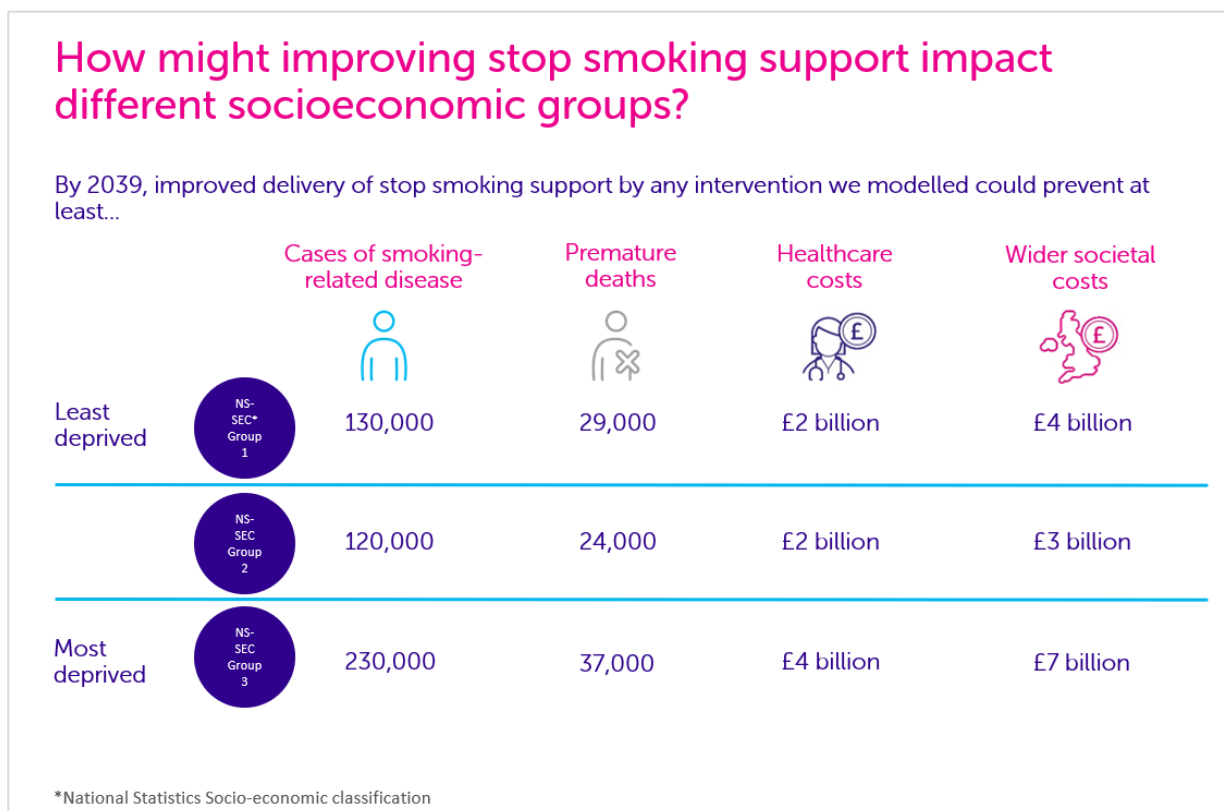 How might improving stop smoking support impact
different socioeconomic groups?
By 2039, improved delivery of stop smoking support by any intervention we modelled could prevent at
least...
Cases of smoking-
related disease
Premature
deaths
Healthcare
costs
Wider societal
costs
£
£
Least
deprived
NS-
SEC*
Group
1
130,000
29,000
£2 billion
£4 billion
NS-
SEC
Group
2
120,000
24,000
£2 billion
£3 billion
Most
deprived
NS-
SEC
Group
3
230,000
37,000
£4 billion
£7 billion
*National Statistics Socio-economic classification